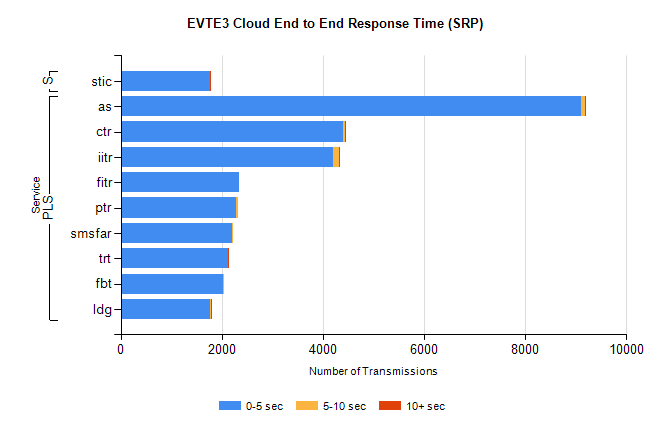 EVTE3 Cloud End to End Response Time (SRP)
S
stic
Service
PLS
as
ctr
iitr
fitr
ptr
smsfar
trt
fbt
ldg
0 2000 4000 6000 8000 10000
Number of Transmissions
0-5 sec 5-10 sec 10+ sec